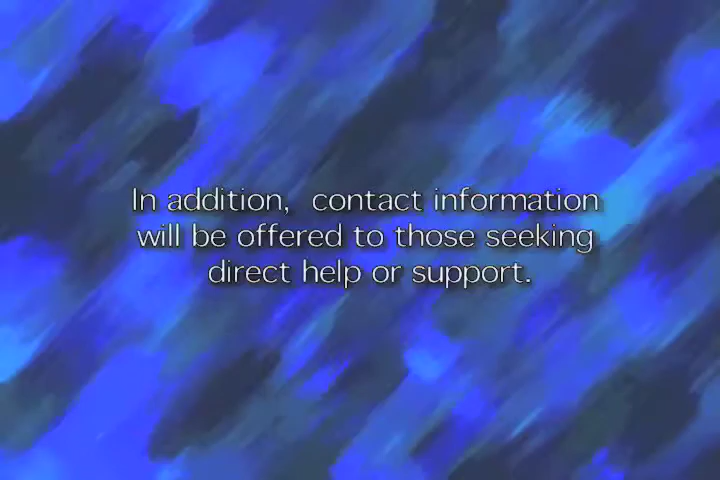 In addition,  contact information
will be offered to those seeking
direct help or support.